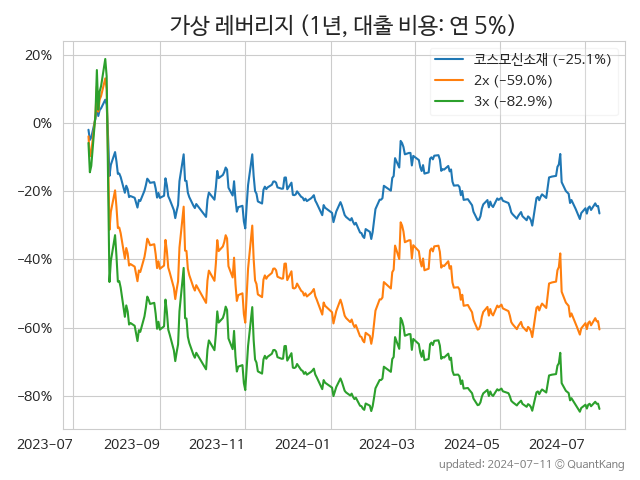 가상 레버리지 (1년, 대출 비용: 연 5%)
코스모신소재 (−25.1%)
2x (−59.0%)
3x (−82.9%)
20%
0%
−20%
−40%
−60%
−80%
2023-07 2023-09 2023-11 2024-01 2024-03 2024-05 2024-07
updated: 2024-07-11 © QuantKang